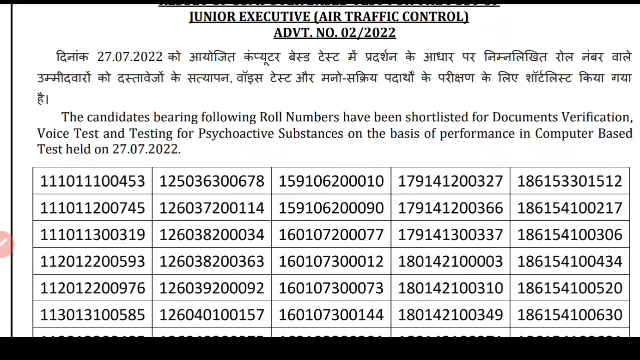 JUNIOR EXECUTIVE (AIR TRAFFIC CONTROL)
ADVT. NO. 02/2022
दिनांक 27.07.2022 को आयोजित कंप्यूटर बेस्ड टेस्ट में प्रदर्शन के आधार पर निम्नलिखित रोल नंबर वाले
उम्मीदवारों को दस्तावेजों के सत्यापन, वॉइस टेस्ट और मनो-सक्रिय पदार्थों के परीक्षण के लिए शॉर्टलिस्ट किया गया
है।
The candidates bearing following Roll Numbers have been shortlisted for Documents Verification,
Voice Test and Testing for Psychoactive Substances on the basis of performance in Computer Based
Test held on 27.07.2022.
111011100453 125036300678 159106200010 179141200327 186153301512
111011200745 126037200114 159106200090 179141200366 186154100217
111011300319 126038200034 160107200077 179141300337 186154100306
112012200593 126038200363 160107300012 180142100003 186154100434
112012200976 126039200092 160107300073 180142100310 186154100520
113013100585 126040100157 160107300144 180142100349 186154100630